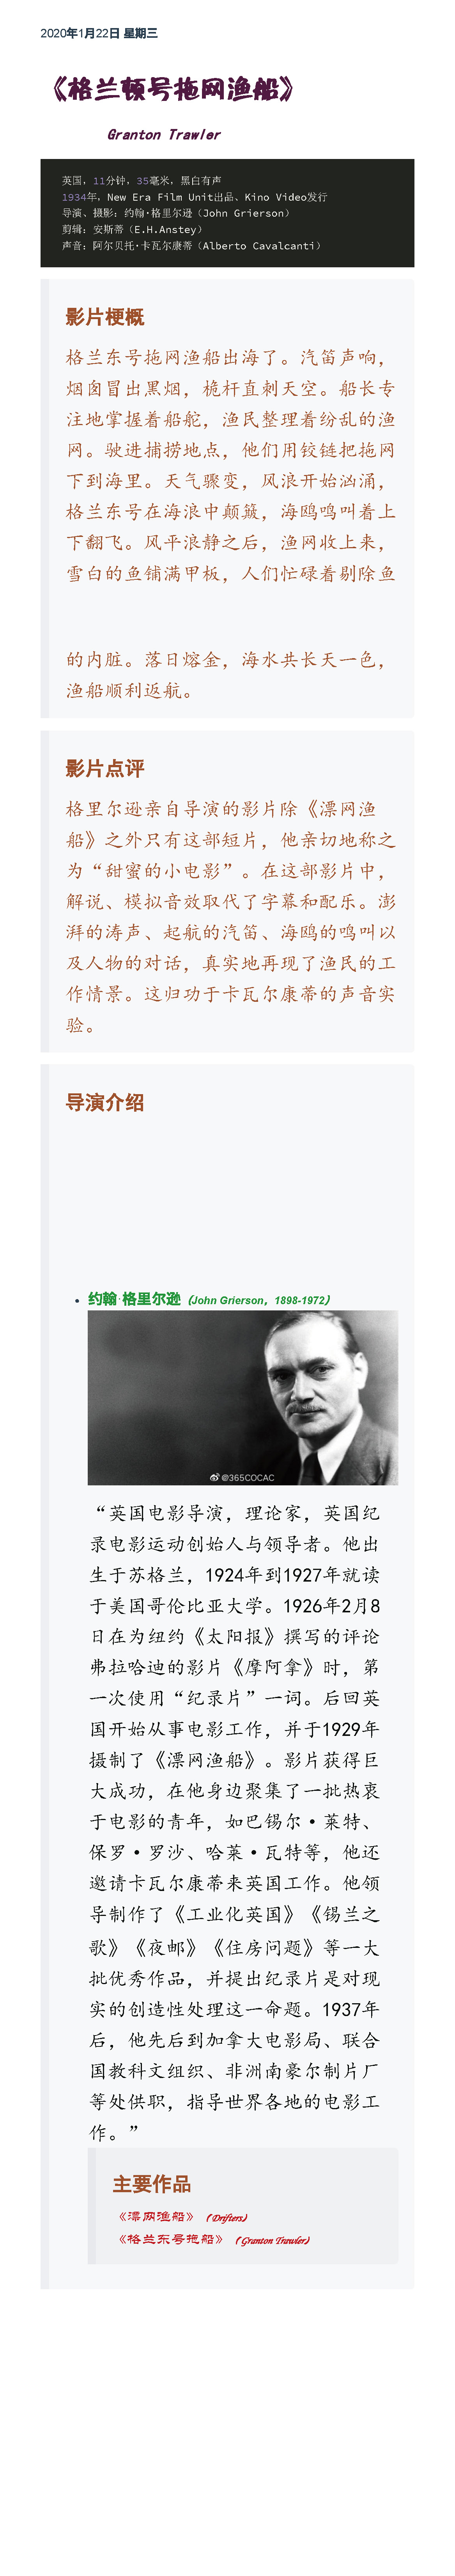 2020年1月22日 星期三
《格兰顿号拖网渔船》
Granton Trawler
英国，11分钟，35毫米，黑白有声
1934年，New Era Film Unit出品、Kino Video发行
导演、摄影：约翰·格里尔逊（John Grierson）
剪辑：安斯蒂（E.H.Anstey）
声音：阿尔贝托·卡瓦尔康蒂（Alberto Cavalcanti）
影片梗概
格兰东号拖网渔船出海了。汽笛声响，
烟囱冒出黑烟，桅杆直刺天空。船长专
注地掌握着船舵，渔民整理着纷乱的渔
网。驶进捕捞地点，他们用铰链把拖网
下到海里。天气骤变，风浪开始汹涌，
格兰东号在海浪中颠簸，海鸥鸣叫着上
下翻飞。风平浪静之后，渔网收上来，
雪白的鱼铺满甲板，人们忙碌着剔除鱼
的内脏。落日熔金，海水共长天一色，
渔船顺利返航。
影片点评
格里尔逊亲自导演的影片除《漂网渔
船》之外只有这部短片，他亲切地称之
为“甜蜜的小电影”。在这部影片中，
解说、模拟音效取代了字幕和配乐。澎
湃的涛声、起航的汽笛、海鸥的鸣叫以
及人物的对话，真实地再现了渔民的工
作情景。这归功于卡瓦尔康蒂的声音实
验。
导演介绍
约翰·格里尔逊（John Grierson，1898-1972）
@365COCAC
“英国电影导演，理论家，英国纪
录电影运动创始人与领导者。他出
生于苏格兰，1924年到1927年就读
于美国哥伦比亚大学。1926年2月8
日在为纽约《太阳报》撰写的评论
弗拉哈迪的影片《摩阿拿》时，第
一次使用“纪录片”一词。后回英
国开始从事电影工作，并于1929年
摄制了《漂网渔船》。影片获得巨
大成功，在他身边聚集了一批热衷
于电影的青年，如巴锡尔·莱特、
保罗·罗沙、哈莱·瓦特等，他还
邀请卡瓦尔康蒂来英国工作。他领
导制作了《工业化英国》《锡兰之
歌》《夜邮》《住房问题》等一大
批优秀作品，并提出纪录片是对现
实的创造性处理这一命题。1937年
后，他先后到加拿大电影局、联合
国教科文组织、非洲南豪尔制片厂
等处供职，指导世界各地的电影工
作。”
主要作品
《漂网渔船》（Drifters）
《格兰东号拖船》（Granton Trawler）